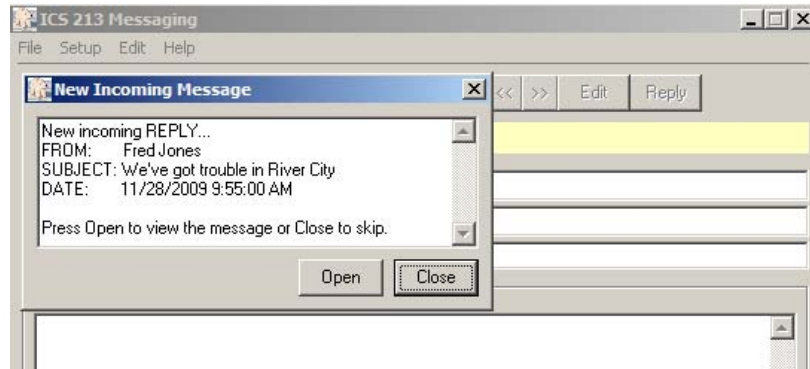 ICS 213 Messaging
File Setup Edit Help
<< >> Edit Reply
New Incoming Message
New incoming REPLY...
FROM: Fred Jones
SUBJECT: We've got trouble in River City
DATE: 11/28/2009 9:55:00 AM
Press Open to view the message or Close to skip.
Open Close